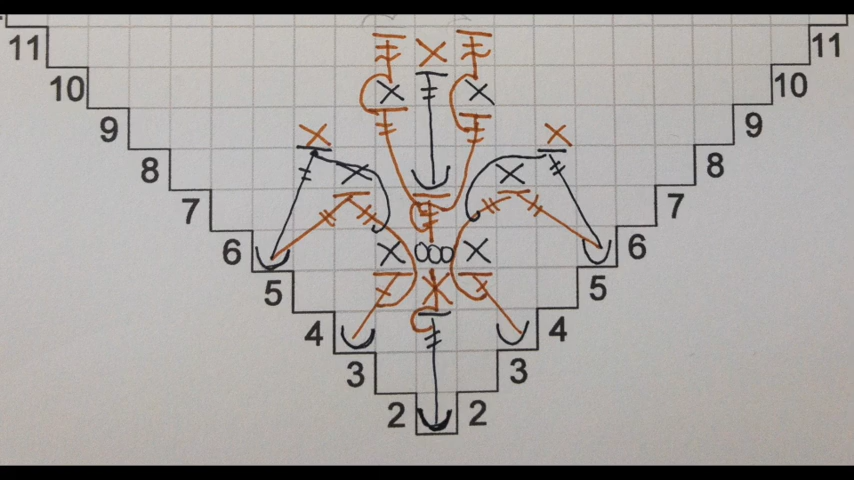 11 11
10 X 10
9 X X 9
8 X X 8
7 X X 7
6 X ooo X 6
5 X 5
4 4
3 3
2 2